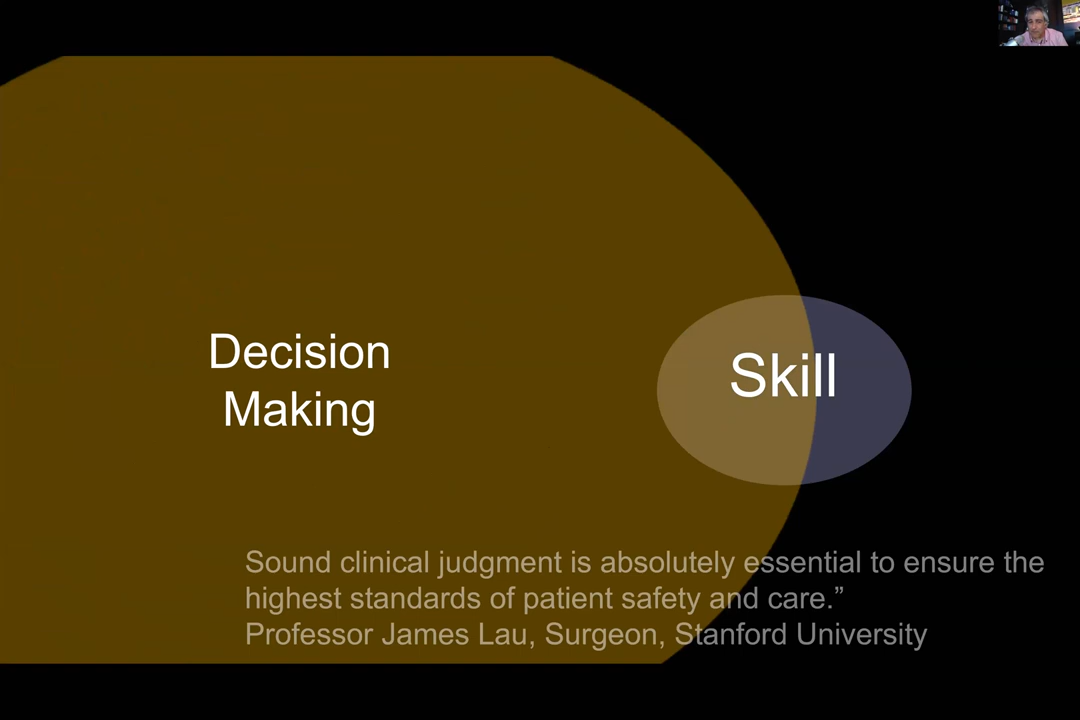 Decision
Making
Skill
Sound clinical judgment is absolutely essential to ensure the
highest standards of patient safety and care.”
Professor James Lau, Surgeon, Stanford University